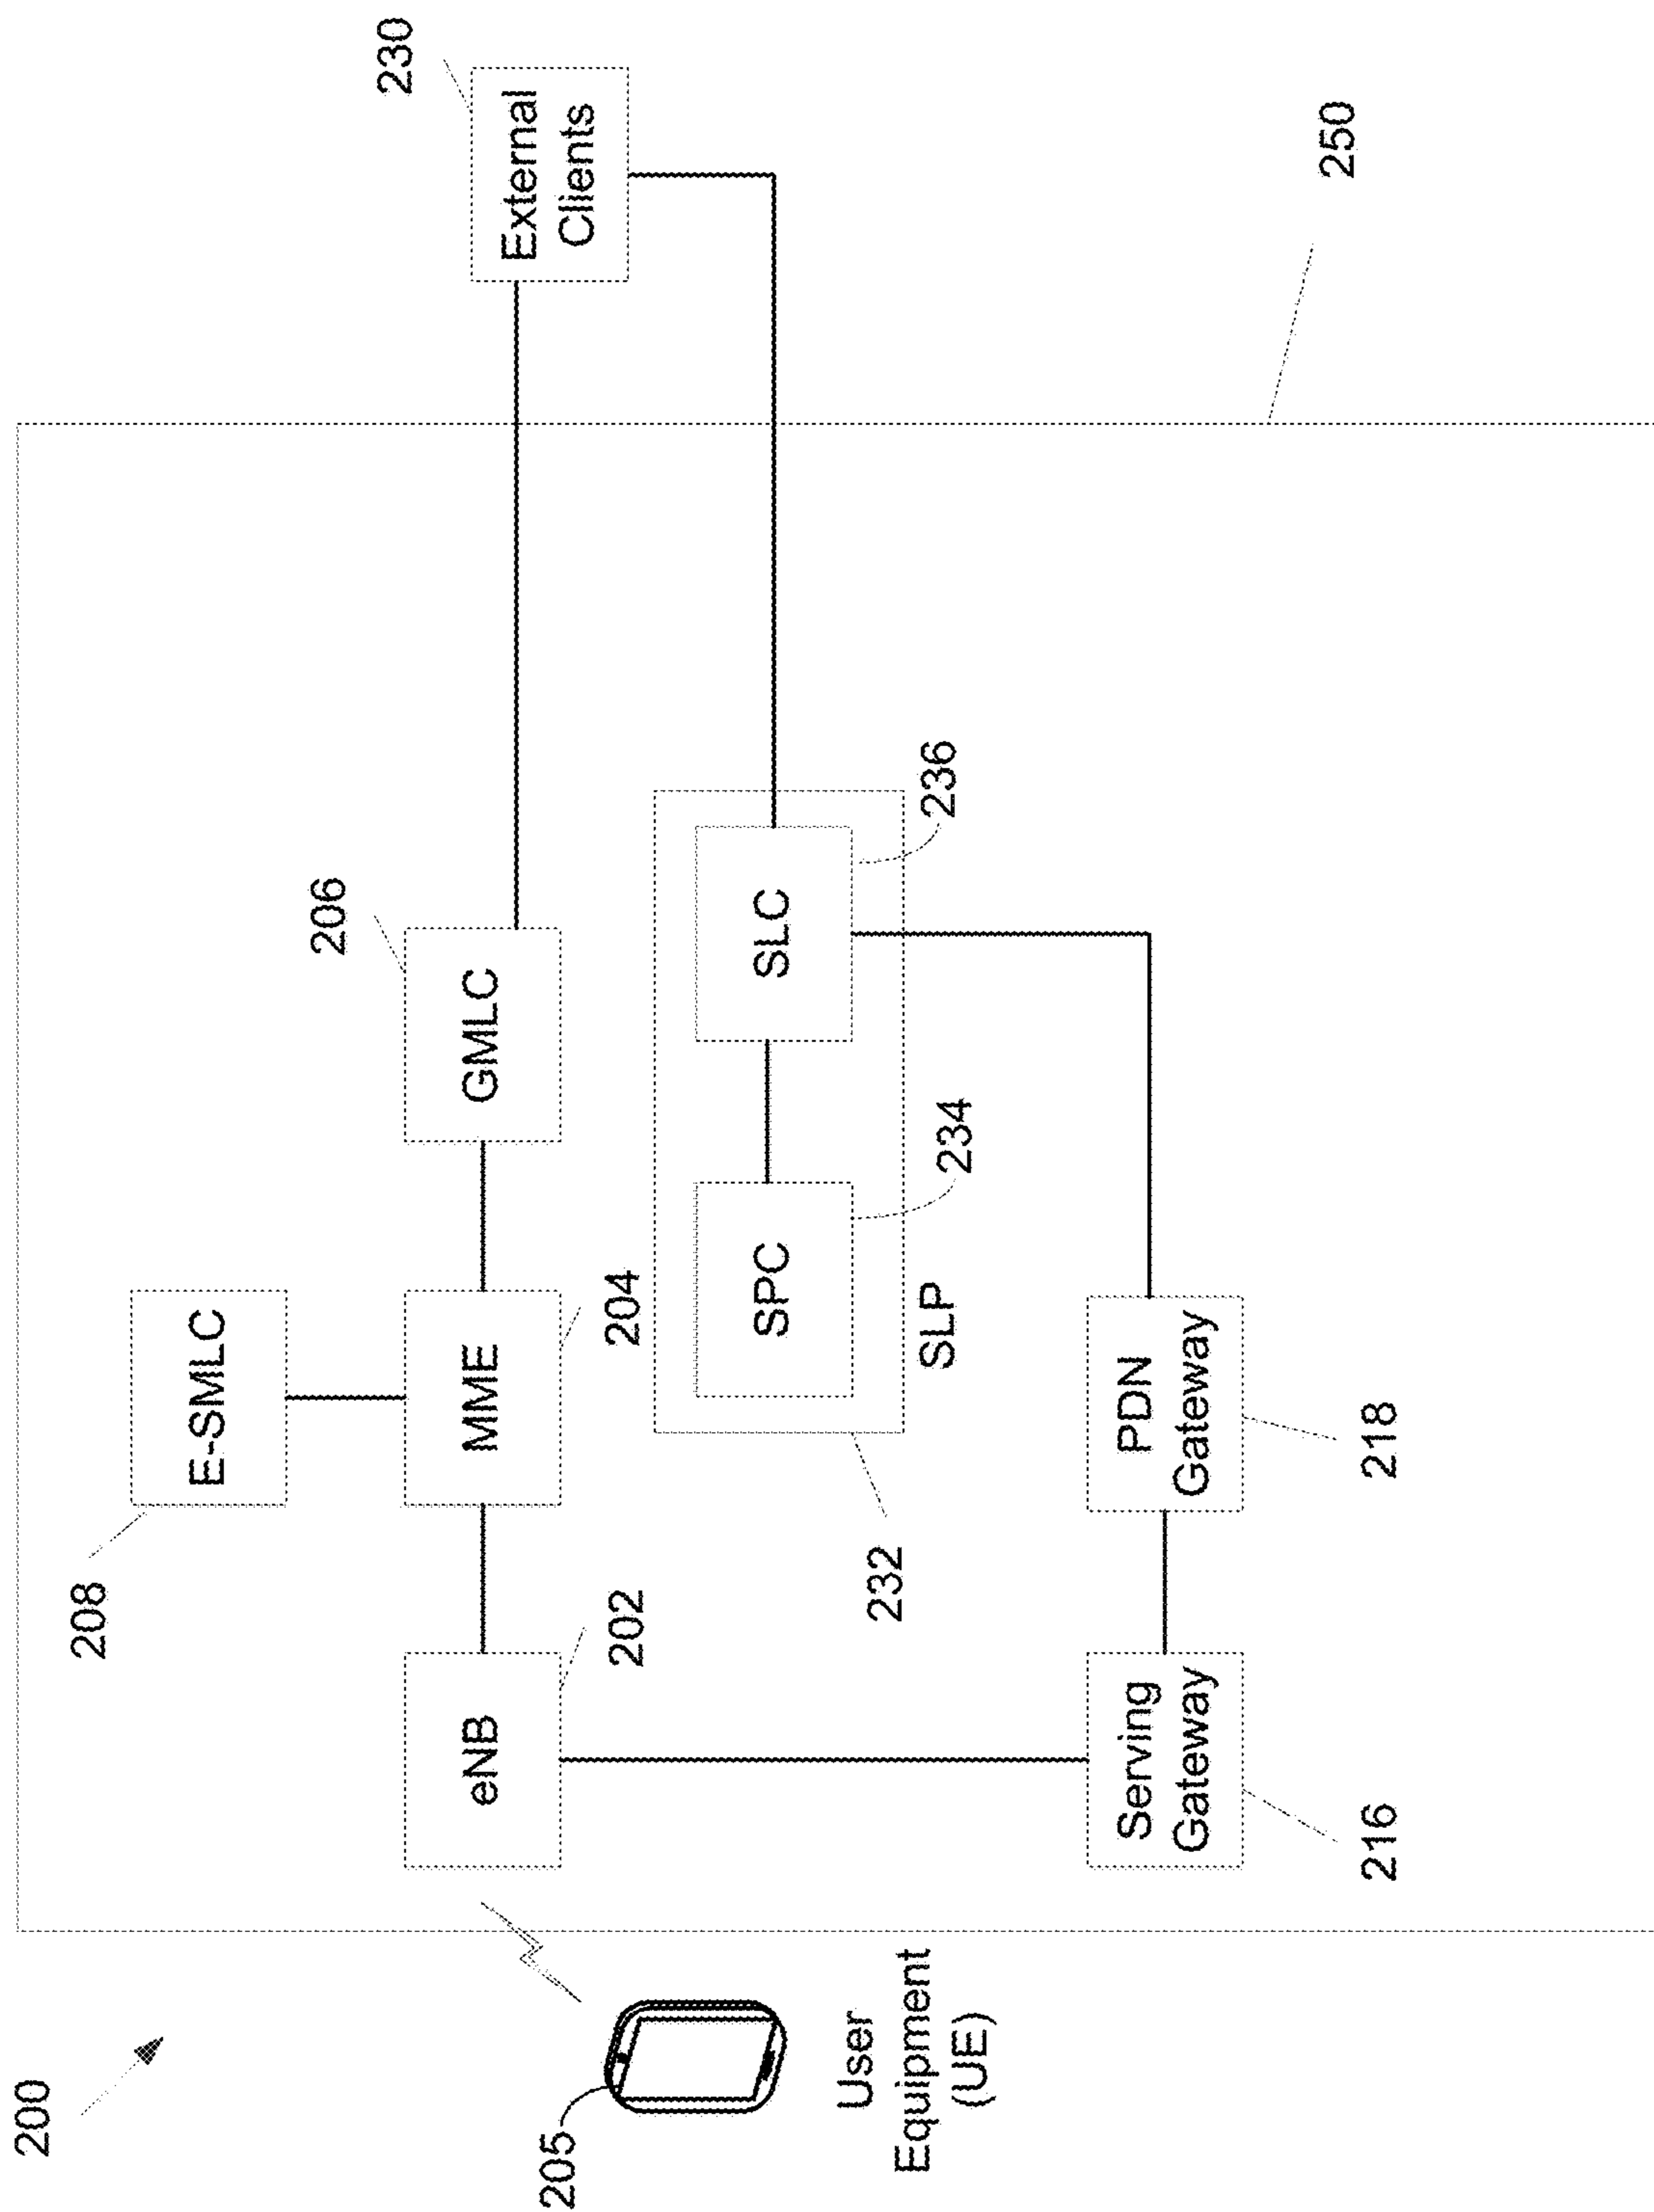 200
205
User
Equipment
(UE)
208
E-SMLC
eNB
202
MME
204
GMLC
206
External
Clients
230
SPC
234
SLC
236
SLP
232
Serving
Gateway
216
PDN
Gateway
218
250